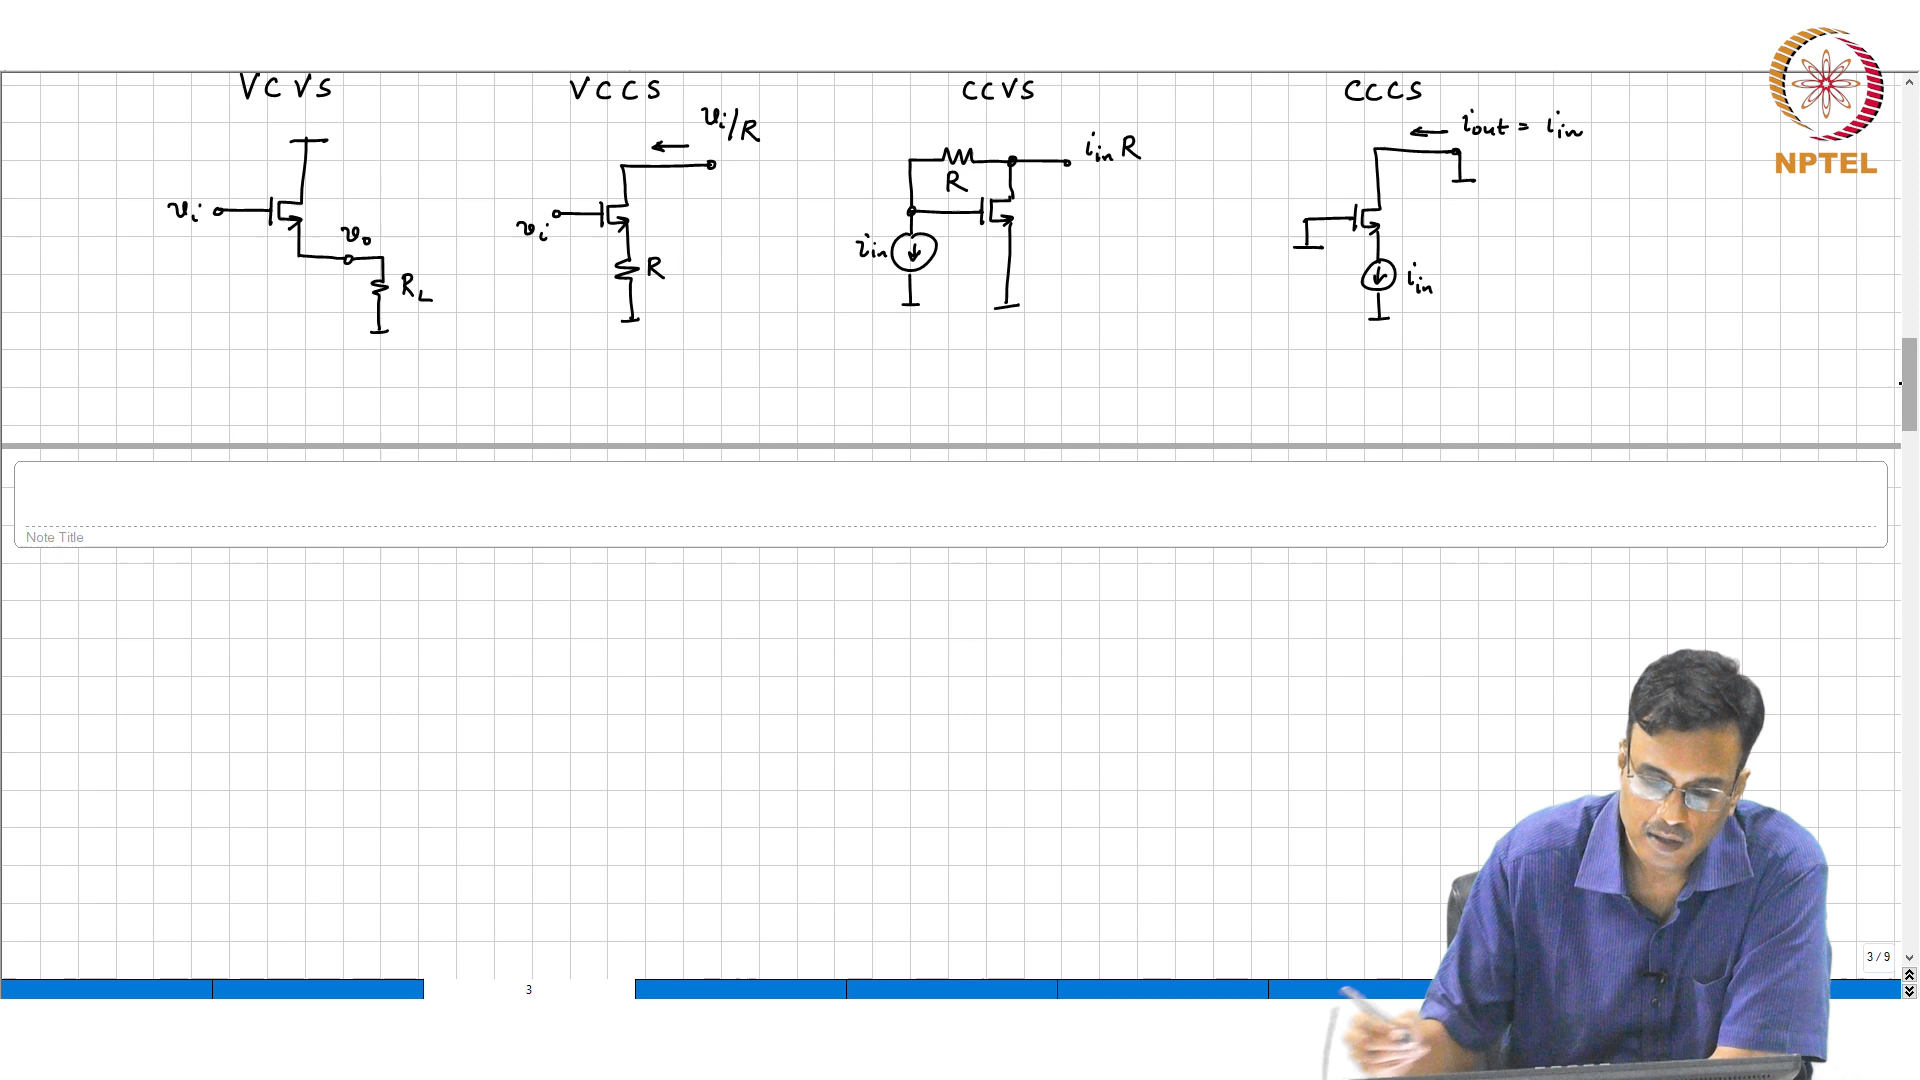 VCVS
vi
vo
RL
VCCS
vi/R
vi
R
CCVS
iin R
R
iin
CCCS
iout = iin
iin
NPTEL
Note Title
3 / 9
3